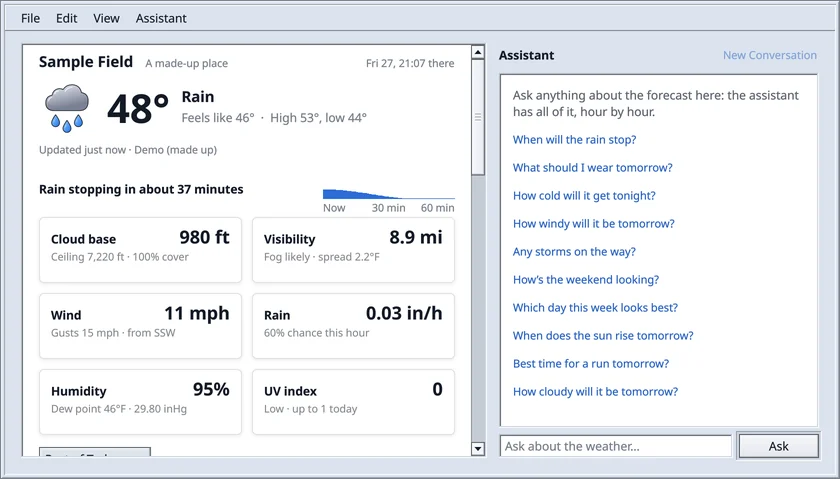 File Edit View Assistant
Sample Field A made-up place Fri 27, 21:07 there
48° Rain
Feels like 46° · High 53°, low 44°
Updated just now · Demo (made up)
Rain stopping in about 37 minutes
Now 30 min 60 min
Cloud base 980 ft
Ceiling 7,220 ft · 100% cover
Visibility 8.9 mi
Fog likely · spread 2.2°F
Wind 11 mph
Gusts 15 mph · from SSW
Rain 0.03 in/h
60% chance this hour
Humidity 95%
Dew point 46°F · 29.80 inHg
UV index 0
Low · up to 1 today
Assistant New Conversation
Ask anything about the forecast here: the assistant
has all of it, hour by hour.
When will the rain stop?
What should I wear tomorrow?
How cold will it get tonight?
How windy will it be tomorrow?
Any storms on the way?
How's the weekend looking?
Which day this week looks best?
When does the sun rise tomorrow?
Best time for a run tomorrow?
How cloudy will it be tomorrow?
Ask about the weather... Ask